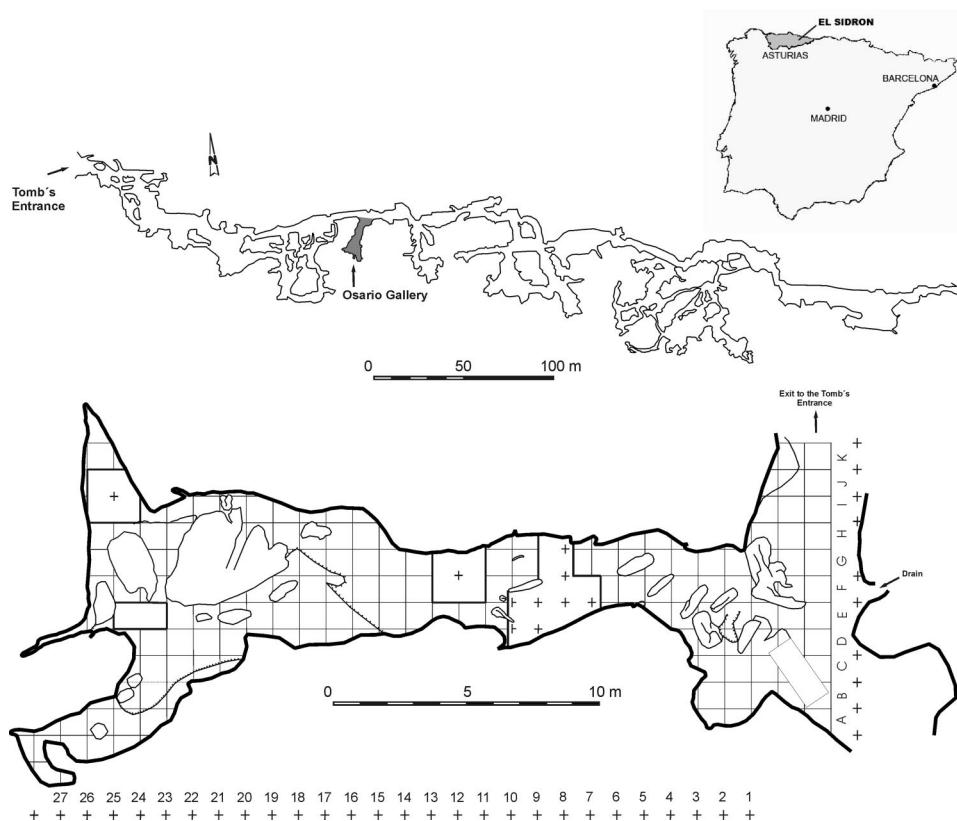 EL SIDRON
ASTURIAS
BARCELONA
MADRID
N
Tomb´s
Entrance
Osario Gallery
0 50 100 m
Exit to the Tomb´s
Entrance
K
J
I
H
G
F
E
D
C
B
A
Drain
0 5 10 m
27 26 25 24 23 22 21 20 19 18 17 16 15 14 13 12 11 10 9 8 7 6 5 4 3 2 1